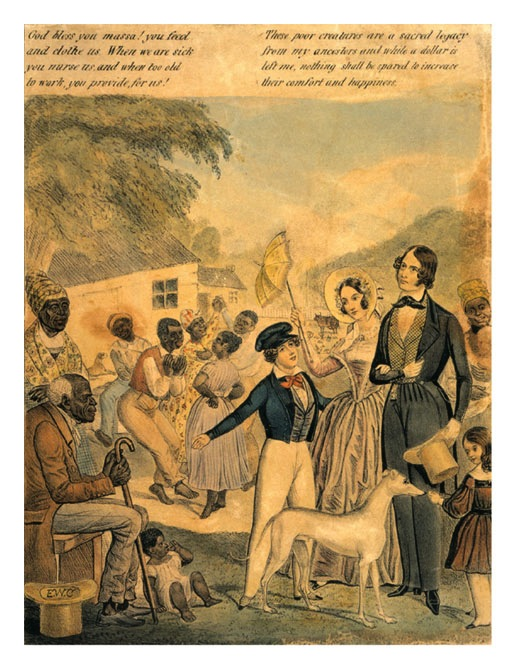 God bless you massa! you feed
and clothe us. When we are sick
you nurse us, and when too old
to work, you provide for us!
These poor creatures are a sacred legacy
from my ancestors and while a dollar is
left me, nothing shall be spared to increase
their comfort and happiness.
E.W.C